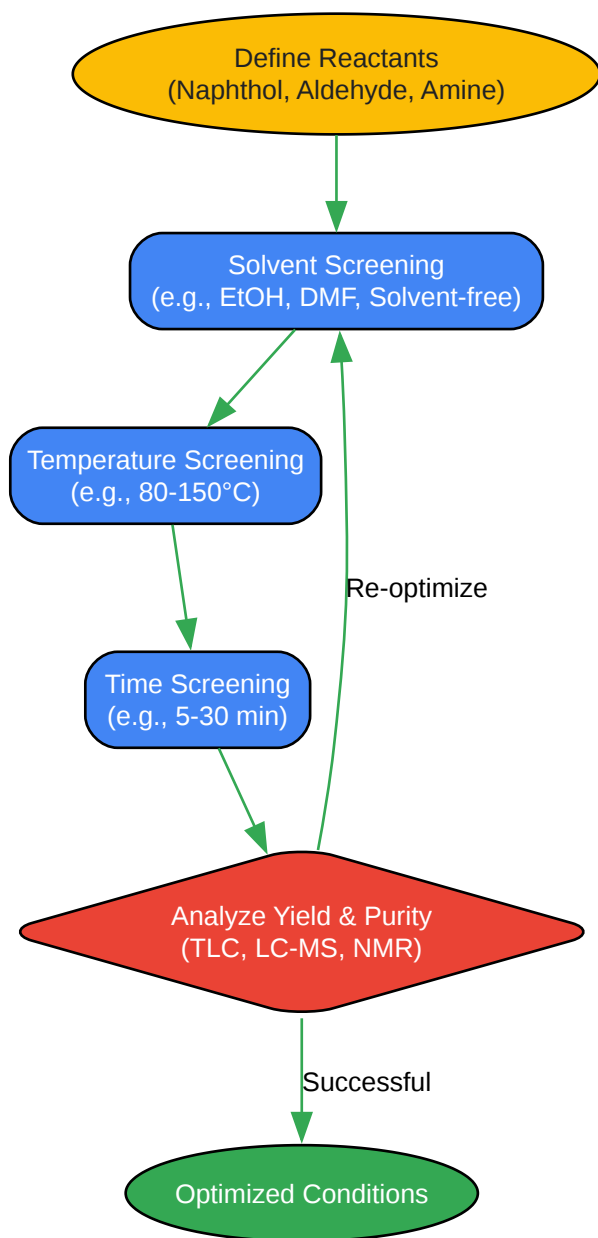 Define Reactants
(Naphthol, Aldehyde, Amine)
Solvent Screening
(e.g., EtOH, DMF, Solvent-free)
Temperature Screening
(e.g., 80-150°C)
Re-optimize
Time Screening
(e.g., 5-30 min)
Analyze Yield & Purity
(TLC, LC-MS, NMR)
Successful
Optimized Conditions